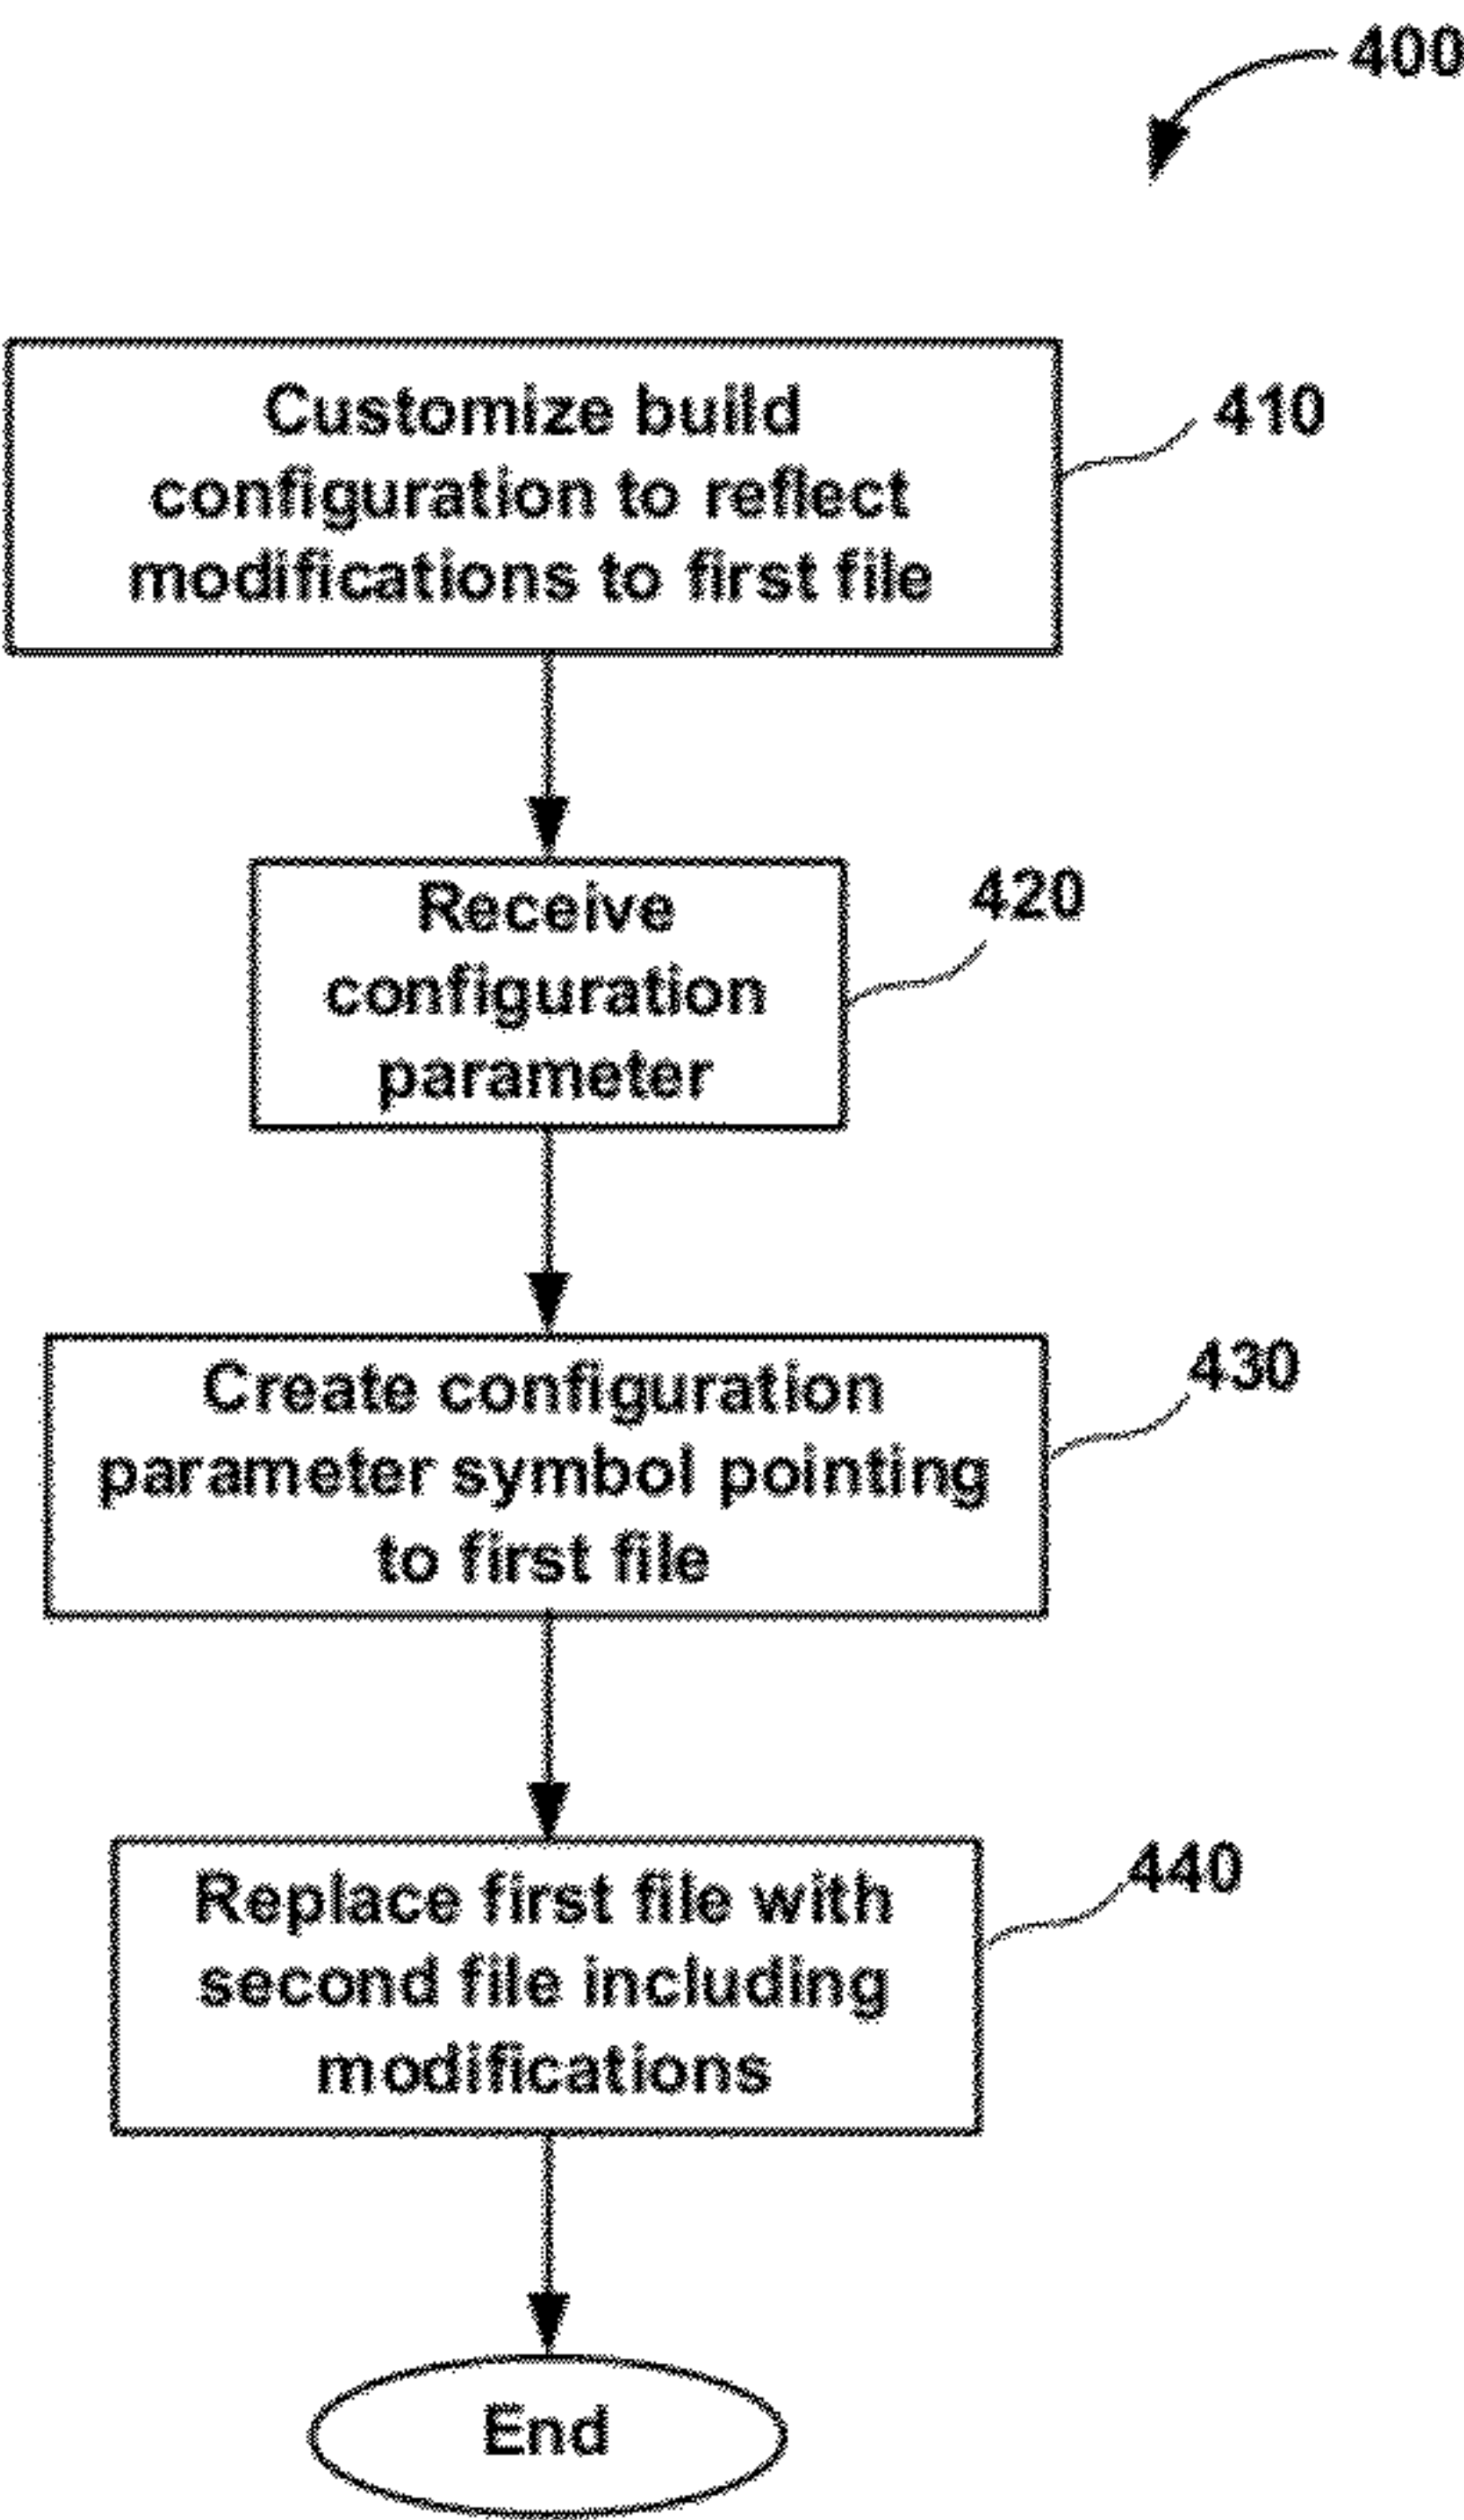 400
Customize build
configuration to reflect
modifications to first file
410
Receive
configuration
parameter
420
Create configuration
parameter symbol pointing
to first file
430
Replace first file with
second file including
modifications
440
End